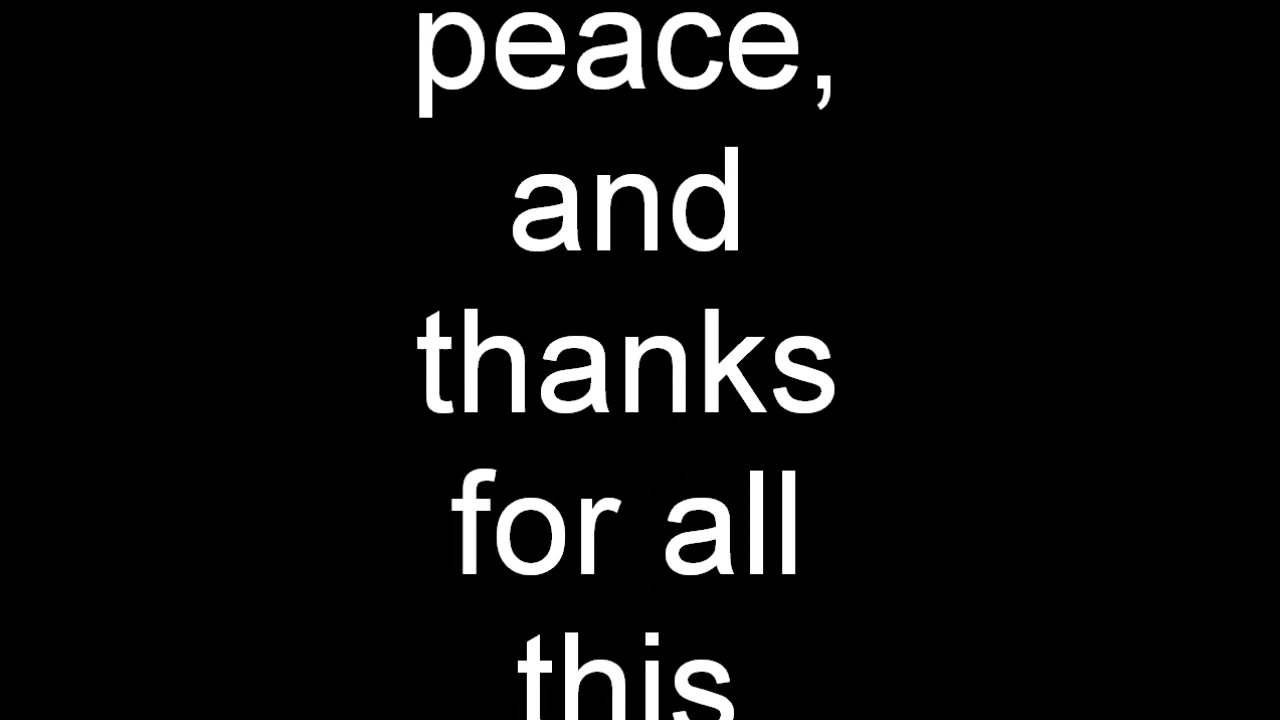 peace,
and
thanks
for all
this